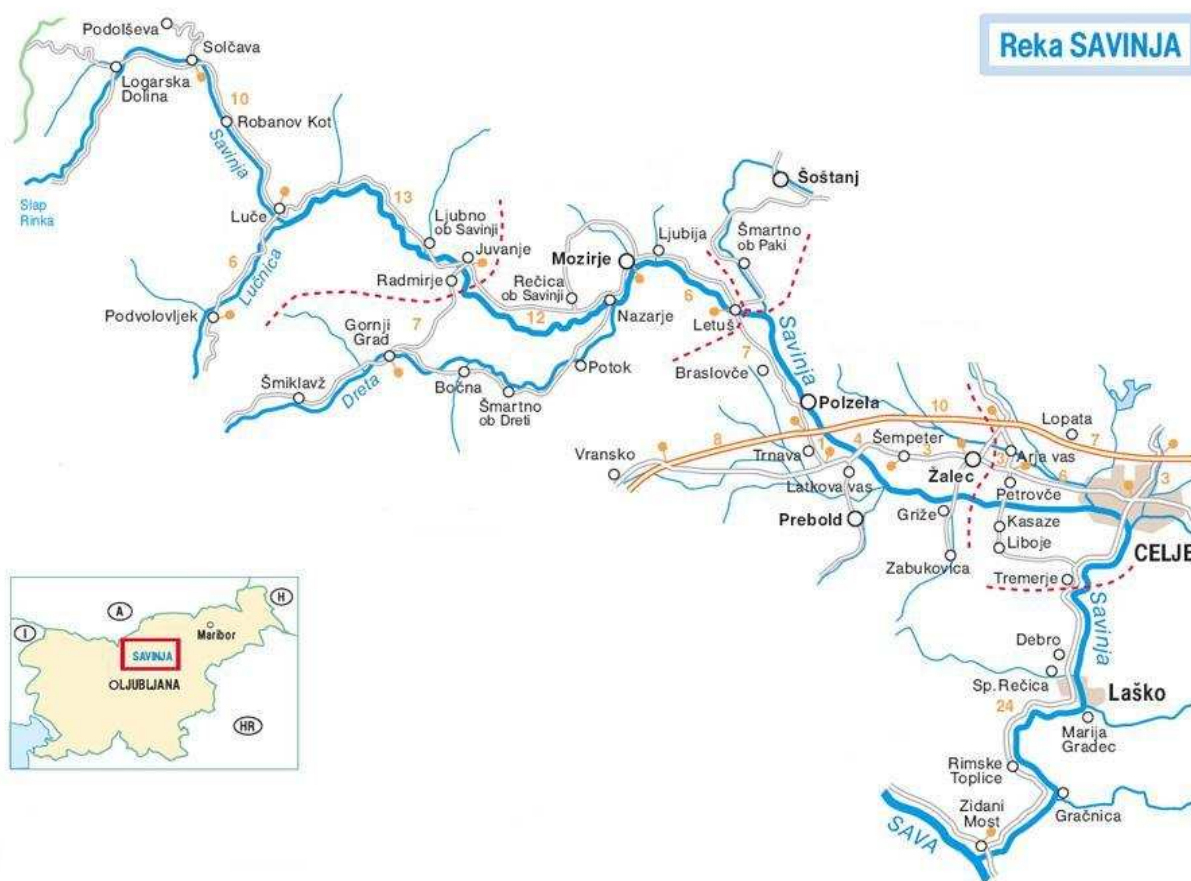 Reka SAVINJA
Podolševa
Solčava
Logarska
Dolina
10
Robanov Kot
Savinja
Slap
Rinka
Luče
13
Ljubno
ob Savinji
Juvanje
Radmirje
6
Lučnica
Podvolovljek
Šoštanj
Šmartno
ob Paki
Ljubija
Mozirje
Rečica
ob Savinji
12
Nazarje
6
Letuš
7
Gornji
Grad
Šmiklavž
Dreta
Bočna
Šmartno
ob Dreti
Potok
Savinja
7
Braslovče
Polzela
10
Lopata
7
Vransko
8
Trnava
1
4
Šempeter
3
Žalec
3
Arja vas
6
3
Latkova vas
Petrovče
Prebold
Griže
Kasaze
Liboje
Zabukovica
CELJE
Tremerje
Savinja
Debro
Sp. Rečica
Laško
24
Marija
Gradec
Rimske
Toplice
Zidani
Most
Gračnica
SAVA
A
H
I
Maribor
SAVINJA
LJUBLJANA
HR